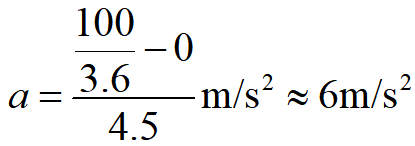 a = (100/3.6 − 0)/4.5 m/s² ≈ 6m/s²